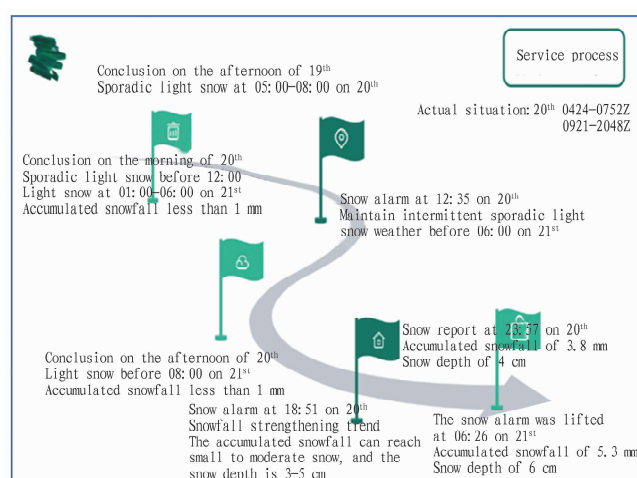 Service process
Conclusion on the afternoon of 19th
Sporadic light snow at 05:00-08:00 on 20th
Actual situation: 20th 0424-0752Z
0921-2048Z
Conclusion on the morning of 20th
Sporadic light snow before 12:00
Light snow at 01:00-06:00 on 21st
Accumulated snowfall less than 1 mm
Snow alarm at 12:35 on 20th
Maintain intermittent sporadic light
snow weather before 06:00 on 21st
Conclusion on the afternoon of 20th
Light snow before 08:00 on 21st
Accumulated snowfall less than 1 mm
Snow report at 23:57 on 20th
Accumulated snowfall of 3.8 mm
Snow depth of 4 cm
Snow alarm at 18:51 on 20th
Snowfall strengthening trend
The accumulated snowfall can reach
small to moderate snow, and the
snow depth is 3-5 cm
The snow alarm was lifted
at 06:26 on 21st
Accumulated snowfall of 5.3 mm
Snow depth of 6 cm